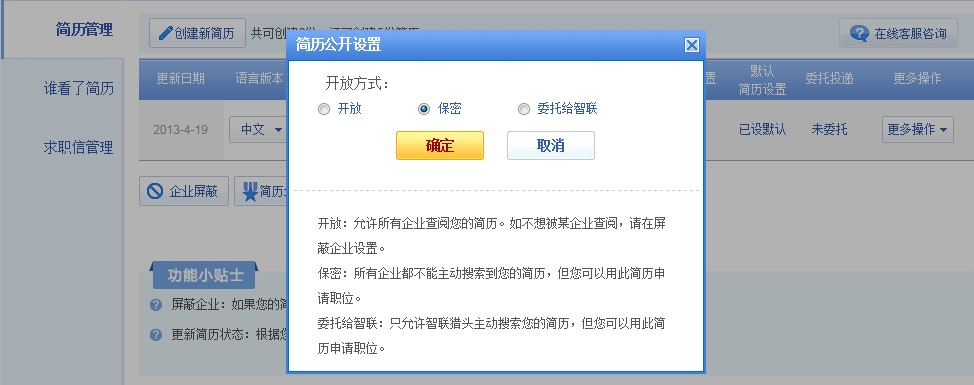 简历管理
创建新简历
在线客服咨询
简历公开设置
谁看了简历
求职信管理
更新日期
语言版本
置
默认
简历设置
委托投递
更多操作
2013-4-19
中文
已设默认
未委托
更多操作
开放方式：
开放
保密
委托给智联
确定
取消
企业屏蔽
简历
开放：允许所有企业查阅您的简历。如不想被某企业查阅，请在屏
蔽企业设置。
保密：所有企业都不能主动搜索到您的简历，但您可以用此简历申
请职位。
委托给智联：只允许智联猎头主动搜索您的简历，但您可以用此简
历申请职位。
功能小贴士
屏蔽企业：如果您的简
更新简历状态：根据您